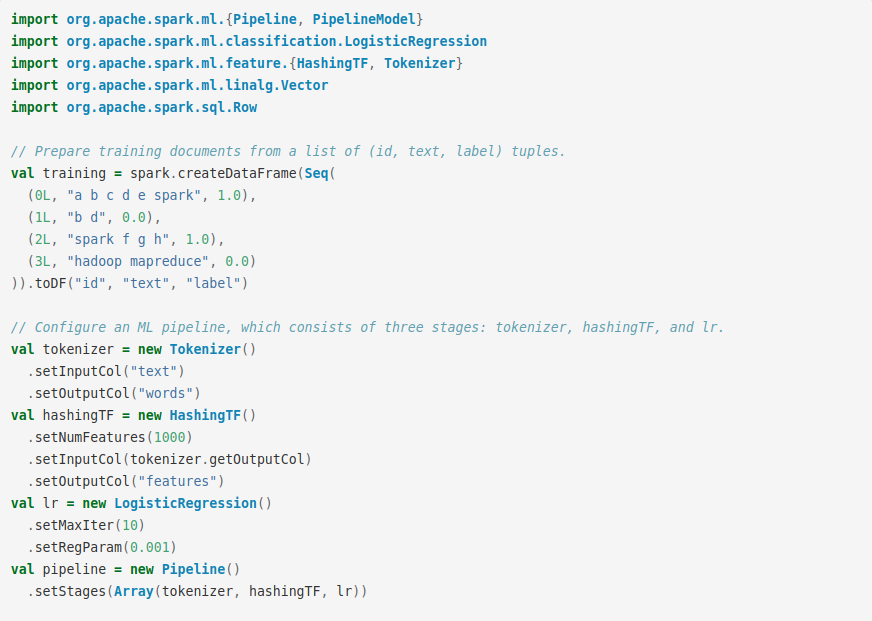 import org.apache.spark.ml.{Pipeline, PipelineModel}
import org.apache.spark.ml.classification.LogisticRegression
import org.apache.spark.ml.feature.{HashingTF, Tokenizer}
import org.apache.spark.ml.linalg.Vector
import org.apache.spark.sql.Row

// Prepare training documents from a list of (id, text, label) tuples.
val training = spark.createDataFrame(Seq(
  (0L, "a b c d e spark", 1.0),
  (1L, "b d", 0.0),
  (2L, "spark f g h", 1.0),
  (3L, "hadoop mapreduce", 0.0)
)).toDF("id", "text", "label")

// Configure an ML pipeline, which consists of three stages: tokenizer, hashingTF, and lr.
val tokenizer = new Tokenizer()
  .setInputCol("text")
  .setOutputCol("words")
val hashingTF = new HashingTF()
  .setNumFeatures(1000)
  .setInputCol(tokenizer.getOutputCol)
  .setOutputCol("features")
val lr = new LogisticRegression()
  .setMaxIter(10)
  .setRegParam(0.001)
val pipeline = new Pipeline()
  .setStages(Array(tokenizer, hashingTF, lr))